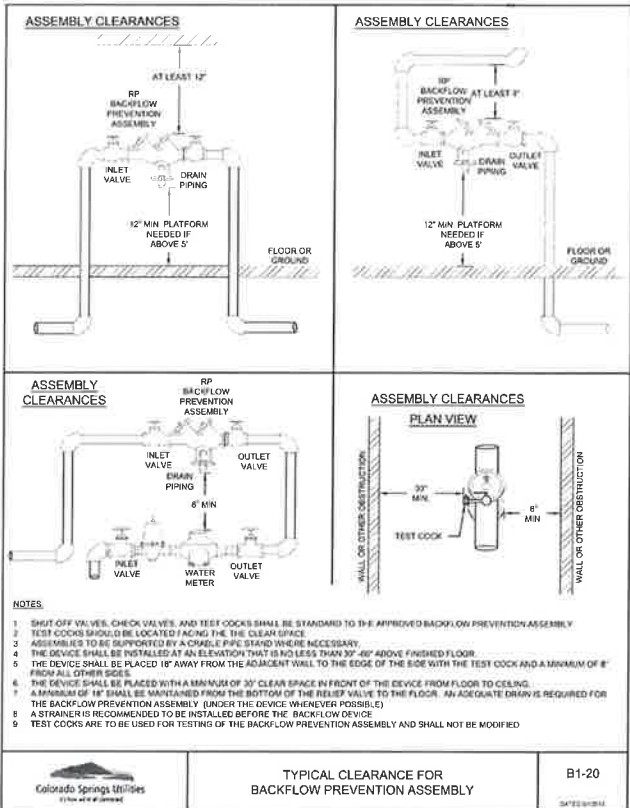 ASSEMBLY CLEARANCES
AT LEAST 12"
RP
BACKFLOW
PREVENTION
ASSEMBLY
INLET
VALVE
DRAIN
PIPING
12" MIN. PLATFORM
NEEDED IF
ABOVE 5'
FLOOR OR
GROUND
ASSEMBLY CLEARANCES
RP
BACKFLOW
PREVENTION
ASSEMBLY
AT LEAST
INLET
VALVE
DRAIN
PIPING
OUTLET
VALVE
12" MIN. PLATFORM
NEEDED IF
ABOVE 5'
FLOOR OR
GROUND
ASSEMBLY
CLEARANCES
RP
BACKFLOW
PREVENTION
ASSEMBLY
INLET
VALVE
OUTLET
VALVE
DRAIN
PIPING
6" MIN
INLET
VALVE
WATER
METER
OUTLET
VALVE
ASSEMBLY CLEARANCES
PLAN VIEW
WALL OR OTHER OBSTRUCTION
30"
MIN.
TEST COCK
8"
MIN
WALL OR OTHER OBSTRUCTION
NOTES:
1 SHUT-OFF VALVES, CHECK VALVES, AND TEST COCKS SHALL BE STANDARD TO THE APPROVED BACKFLOW PREVENTION ASSEMBLY
2 TEST COCKS SHOULD BE LOCATED FACING THE THE CLEAR SPACE
3 ASSEMBLIES TO BE SUPPORTED BY A CRADLE PIPE STAND WHERE NECESSARY.
4 THE DEVICE SHALL BE INSTALLED AT AN ELEVATION THAT IS NO LESS THAN 30"-60" ABOVE FINISHED FLOOR.
5 THE DEVICE SHALL BE PLACED 18" AWAY FROM THE ADJACENT WALL TO THE EDGE OF THE SIDE WITH THE TEST COCK AND A MINIMUM OF 8"
FROM ALL OTHER SIDES.
6 THE DEVICE SHALL BE PLACED WITH A MINIMUM OF 30" CLEAR SPACE IN FRONT OF THE DEVICE FROM FLOOR TO CEILING.
7 A MINIMUM OF 18" SHALL BE MAINTAINED FROM THE BOTTOM OF THE RELIEF VALVE TO THE FLOOR. AN ADEQUATE DRAIN IS REQUIRED FOR
THE BACKFLOW PREVENTION ASSEMBLY (UNDER THE DEVICE WHENEVER POSSIBLE)
8 A STRAINER IS RECOMMENDED TO BE INSTALLED BEFORE THE BACKFLOW DEVICE
9 TEST COCKS ARE TO BE USED FOR TESTING OF THE BACKFLOW PREVENTION ASSEMBLY AND SHALL NOT BE MODIFIED
Colorado Springs Utilities
It's how we're all connected
TYPICAL CLEARANCE FOR
BACKFLOW PREVENTION ASSEMBLY
B1-20